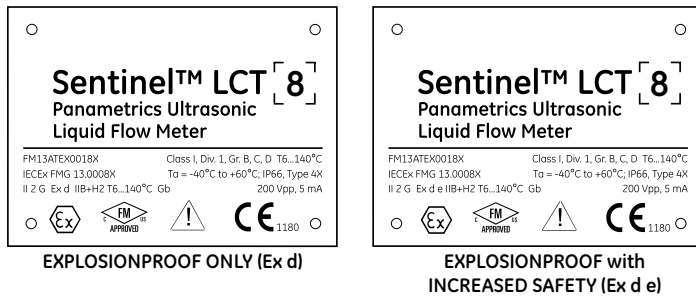 Sentinel™ LCT 8
Panametrics Ultrasonic
Liquid Flow Meter
FM13ATEX0018X Class I, Div. 1, Gr. B, C, D T6...140°C
IECEx FMG 13.0008X Ta = -40°C to +60°C; IP66, Type 4X
II 2 G Ex d IIB+H2 T6...140°C Gb 200 Vpp, 5 mA
Ex C FM US APPROVED ! CE 1180
EXPLOSIONPROOF ONLY (Ex d)
Sentinel™ LCT 8
Panametrics Ultrasonic
Liquid Flow Meter
FM13ATEX0018X Class I, Div. 1, Gr. B, C, D T6...140°C
IECEx FMG 13.0008X Ta = -40°C to +60°C; IP66, Type 4X
II 2 G Ex d e IIB+H2 T6...140°C Gb 200 Vpp, 5 mA
Ex C FM US APPROVED ! CE 1180
EXPLOSIONPROOF with
INCREASED SAFETY (Ex d e)